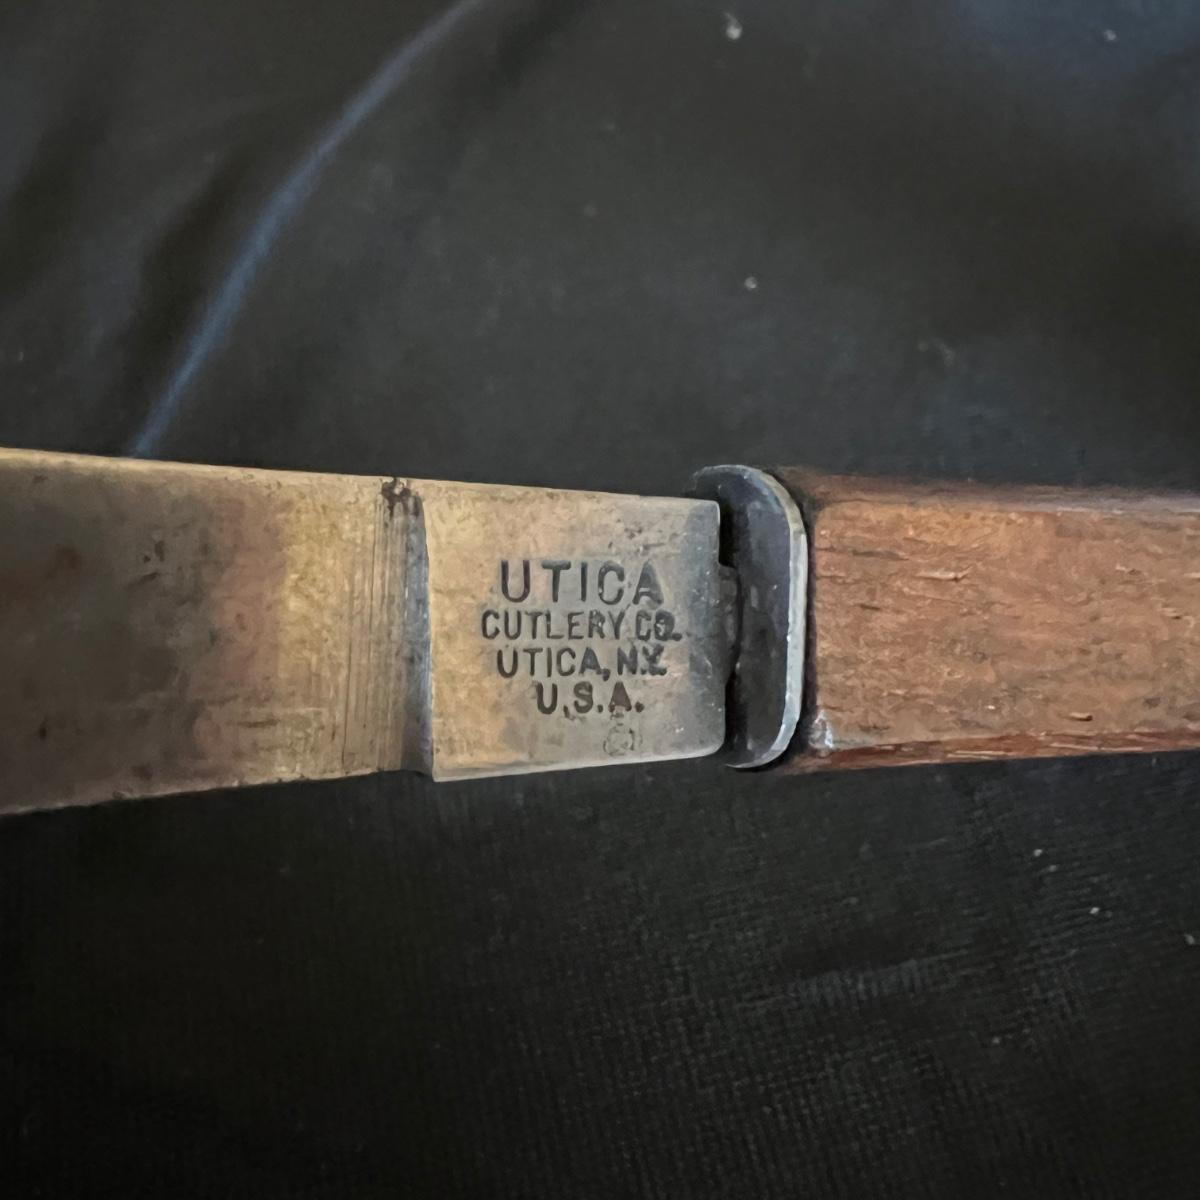 UTICA
CUTLERY CO.
UTICA, N.Y.
U.S.A.